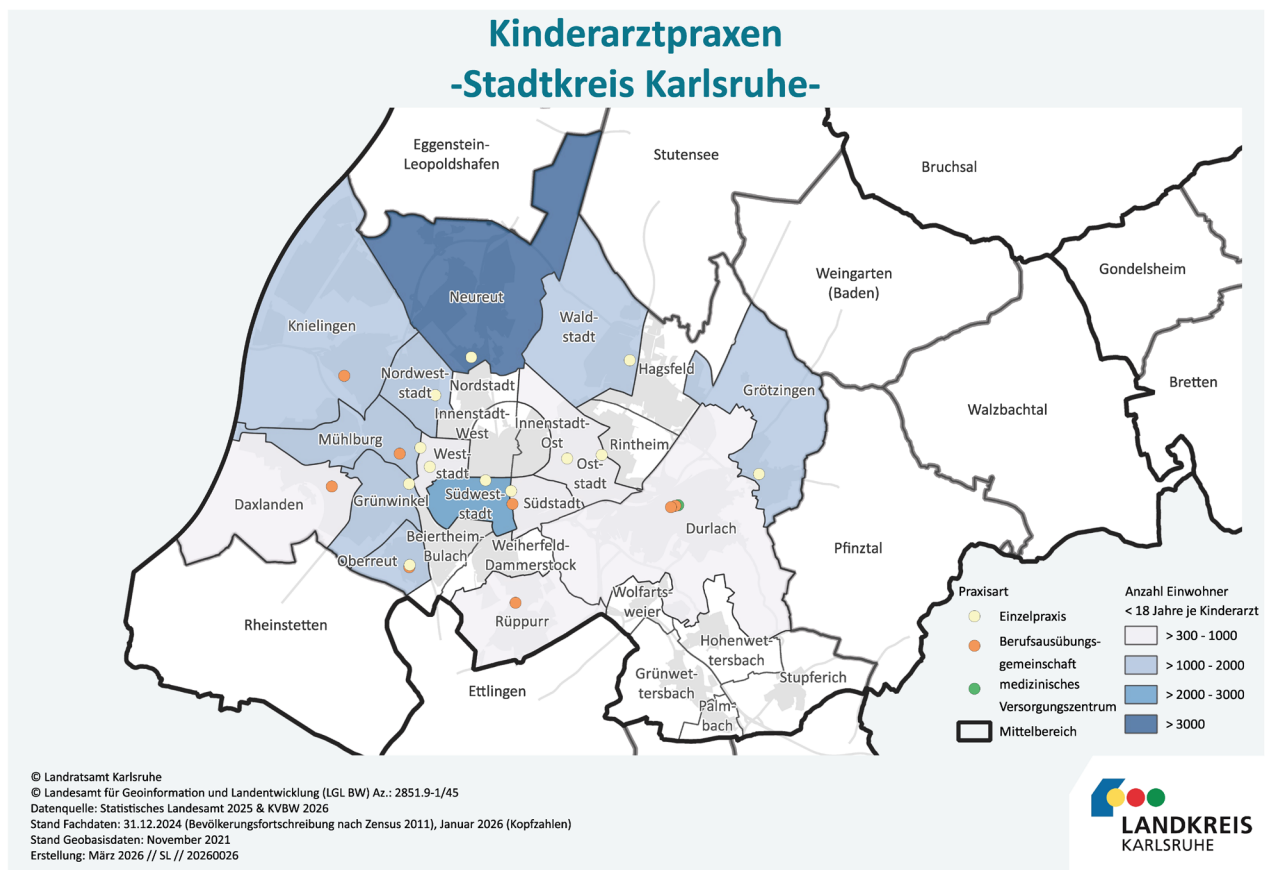 Kinderarztpraxen
-Stadtkreis Karlsruhe-
Eggenstein-
Leopoldshafen
Stutensee
Bruchsal
Gondelsheim
Weingarten
(Baden)
Neureut
Knielingen
Wald-
stadt
Hagsfeld
Nordwest-
stadt
Nordstadt
Grötzingen
Bretten
Walzbachtal
Innenstadt-
West
Innenstadt-
Ost
Mühlburg
Rintheim
West-
stadt
Ost-
stadt
Daxlanden
Grünwinkel
Südwest-
stadt
Südstadt
Durlach
Beiertheim-
Bulach
Weiherfeld-
Dammerstock
Pfinztal
Oberreut
Wolfarts-
weier
Rheinstetten
Rüppurr
Hohenwet-
tersbach
Grünwet-
tersbach
Stupferich
Ettlingen
Palm-
bach
Praxisart
Einzelpraxis
Berufsausübungs-
gemeinschaft
medizinisches
Versorgungszentrum
Mittelbereich
Anzahl Einwohner
< 18 Jahre je Kinderarzt
> 300 - 1000
> 1000 - 2000
> 2000 - 3000
> 3000
© Landratsamt Karlsruhe
© Landesamt für Geoinformation und Landentwicklung (LGL BW) Az.: 2851.9-1/45
Datenquelle: Statistisches Landesamt 2025 & KVBW 2026
Stand Fachdaten: 31.12.2024 (Bevölkerungsfortschreibung nach Zensus 2011), Januar 2026 (Kopfzahlen)
Stand Geobasisdaten: November 2021
Erstellung: März 2026 // SL // 20260026
LANDKREIS
KARLSRUHE